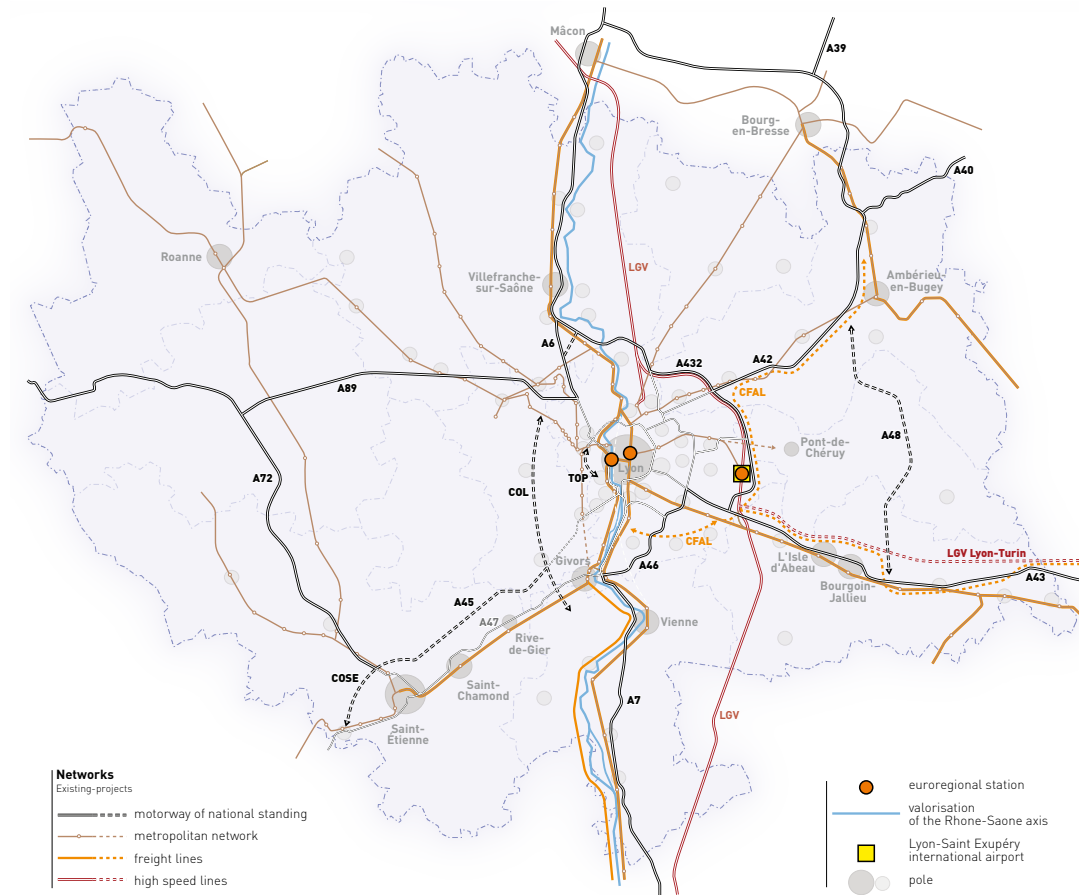 Mâcon
A39
Bourg-
en-Bresse
A40
Roanne
LGV
Villefranche-
sur-Saône
Ambérieu-
en-Bugey
A6
A432
A42
A89
CFAL
A48
Pont-de-
Chéruy
Lyon
TOP
A72
COL
CFAL
LGV Lyon-Turin
L'Isle
d'Abeau
Givors
A46
A43
Bourgoin-
Jallieu
A45
A47
Vienne
Rive-
de-Gier
COSE
Saint-
Chamond
A7
LGV
Saint-
Étienne
Networks
Existing-projects
motorway of national standing
metropolitan network
freight lines
high speed lines
euroregional station
valorisation
of the Rhone-Saone axis
Lyon-Saint Exupéry
international airport
pole